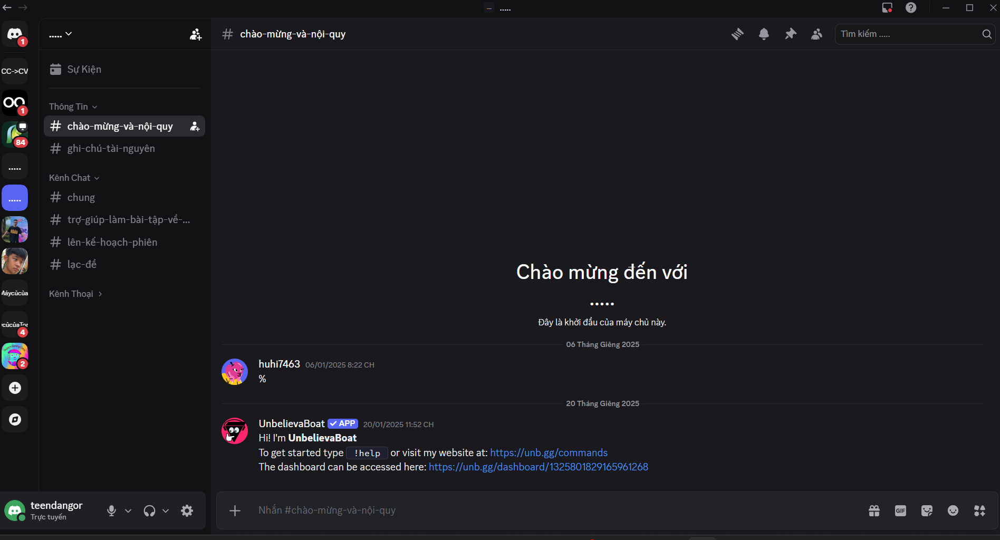 .....
1
CC->CV
1
84
.....
.....
4
2
.....
Sự Kiện
Thông Tin
chào-mừng-và-nội-quy
ghi-chú-tài-nguyên
Kênh Chat
chung
trợ-giúp-làm-bài-tập-về-...
lên-kế-hoạch-phiên
lạc-đề
Kênh Thoại
teendangor
Trực tuyến
chào-mừng-và-nội-quy
Tìm kiếm .....
Chào mừng đến với
.....
Đây là khởi đầu của máy chủ này.
06 Tháng Giêng 2025
huhi7463 06/01/2025 8:22 CH
%
20 Tháng Giêng 2025
UnbelievaBoat APP 20/01/2025 11:52 CH
Hi! I'm UnbelievaBoat
To get started type !help or visit my website at: https://unb.gg/commands
The dashboard can be accessed here: https://unb.gg/dashboard/1325801829165961268
Nhắn #chào-mừng-và-nội-quy
GIF